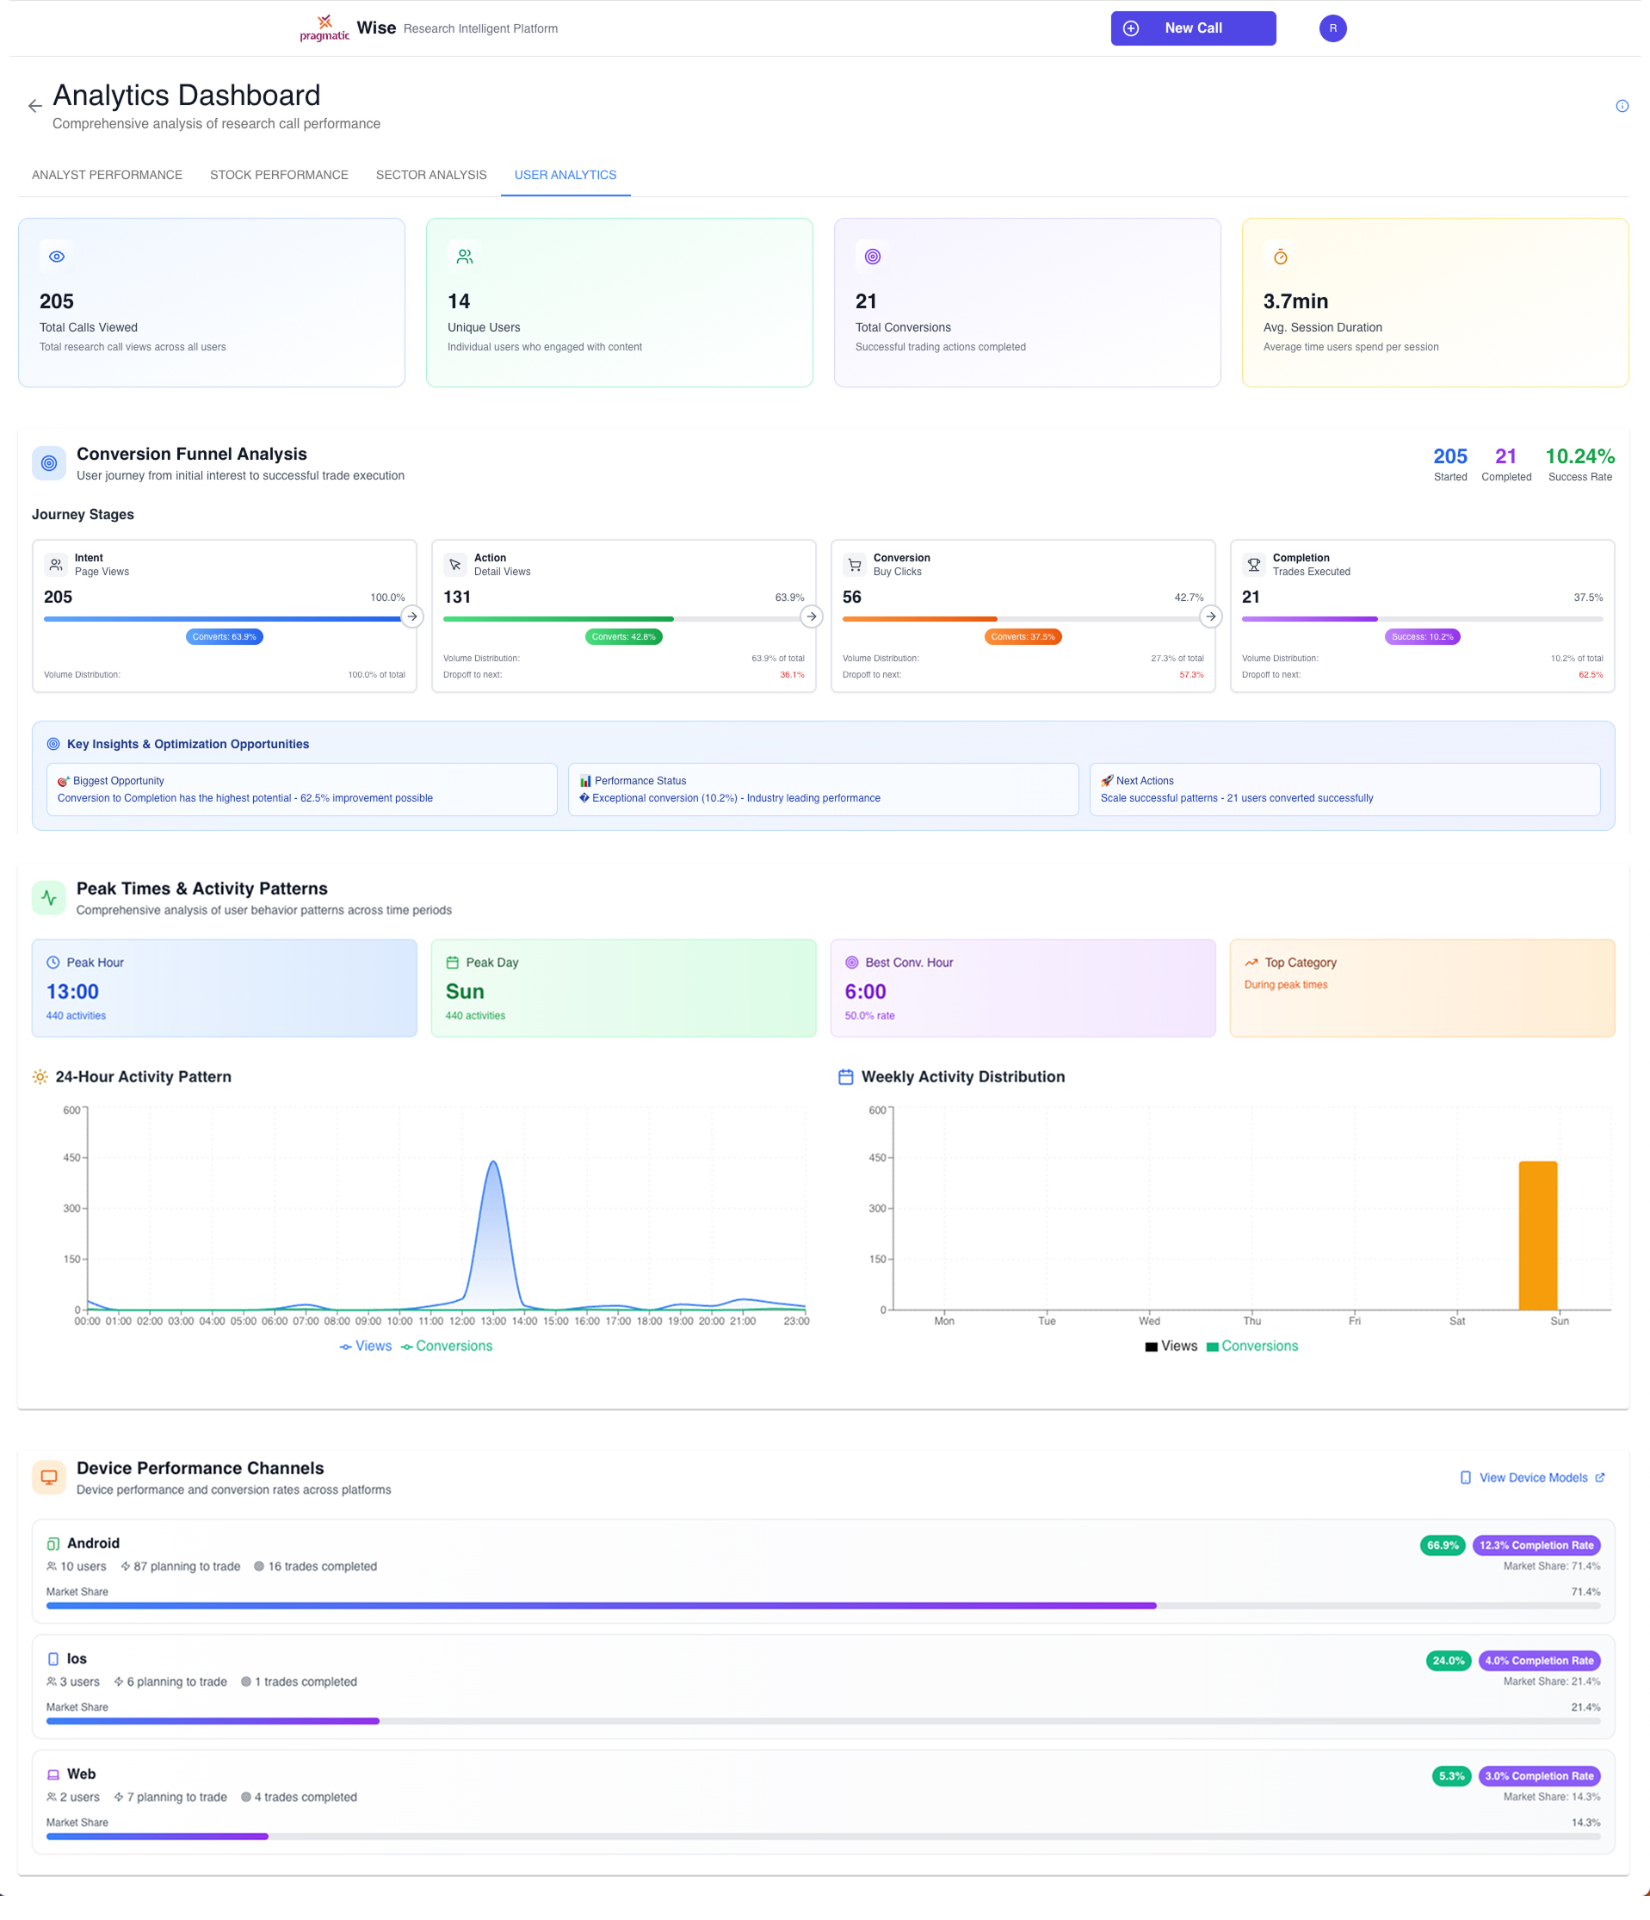 pragmatic Wise Research Intelligent Platform
New Call
R
Analytics Dashboard
Comprehensive analysis of research call performance
ANALYST PERFORMANCE STOCK PERFORMANCE SECTOR ANALYSIS USER ANALYTICS
205
Total Calls Viewed
Total research call views across all users
14
Unique Users
Individual users who engaged with content
21
Total Conversions
Successful trading actions completed
3.7min
Avg. Session Duration
Average time users spend per session
Conversion Funnel Analysis
User journey from initial interest to successful trade execution
205
Started
21
Completed
10.24%
Success Rate
Journey Stages
Intent
Page Views
205 100.0%
Converts: 63.9%
Volume Distribution: 100.0% of total
Action
Detail Views
131 63.9%
Converts: 42.8%
Volume Distribution: 63.9% of total
Dropoff to next: 36.1%
Conversion
Buy Clicks
56 42.7%
Converts: 37.5%
Volume Distribution: 27.3% of total
Dropoff to next: 57.3%
Completion
Trades Executed
21 37.5%
Success: 10.2%
Volume Distribution: 10.2% of total
Dropoff to next: 62.5%
Key Insights & Optimization Opportunities
🎯 Biggest Opportunity
Conversion to Completion has the highest potential - 62.5% improvement possible
📊 Performance Status
� Exceptional conversion (10.2%) - Industry leading performance
🚀 Next Actions
Scale successful patterns - 21 users converted successfully
Peak Times & Activity Patterns
Comprehensive analysis of user behavior patterns across time periods
Peak Hour
13:00
440 activities
Peak Day
Sun
440 activities
Best Conv. Hour
6:00
50.0% rate
Top Category
During peak times
24-Hour Activity Pattern
600
450
300
150
0
00:00 01:00 02:00 03:00 04:00 05:00 06:00 07:00 08:00 09:00 10:00 11:00 12:00 13:00 14:00 15:00 16:00 17:00 18:00 19:00 20:00 21:00 23:00
Views Conversions
Weekly Activity Distribution
600
450
300
150
0
Mon Tue Wed Thu Fri Sat Sun
Views Conversions
Device Performance Channels
Device performance and conversion rates across platforms
View Device Models
Android
66.9% 12.3% Completion Rate
10 users 87 planning to trade 16 trades completed
Market Share: 71.4%
Market Share 71.4%
Ios
24.0% 4.0% Completion Rate
3 users 6 planning to trade 1 trades completed
Market Share: 21.4%
Market Share 21.4%
Web
5.3% 3.0% Completion Rate
2 users 7 planning to trade 4 trades completed
Market Share: 14.3%
Market Share 14.3%